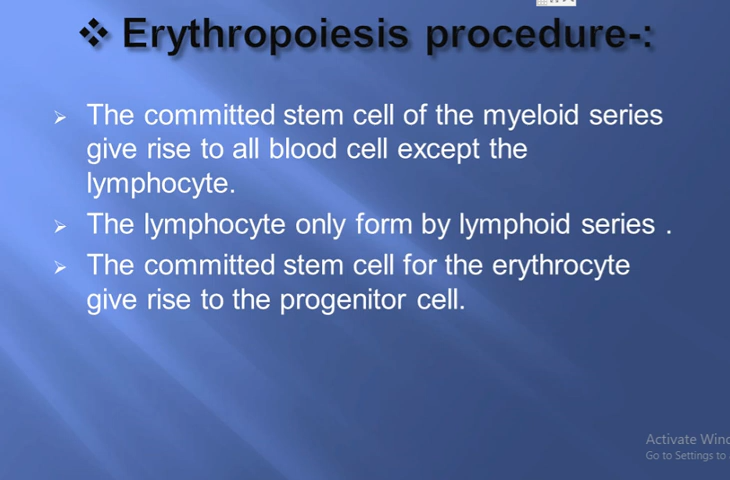 ❖ Erythropoiesis procedure-:
➢ The committed stem cell of the myeloid series
give rise to all blood cell except the
lymphocyte.
➢ The lymphocyte only form by lymphoid series .
➢ The committed stem cell for the erythrocyte
give rise to the progenitor cell.
Activate Wind
Go to Settings to